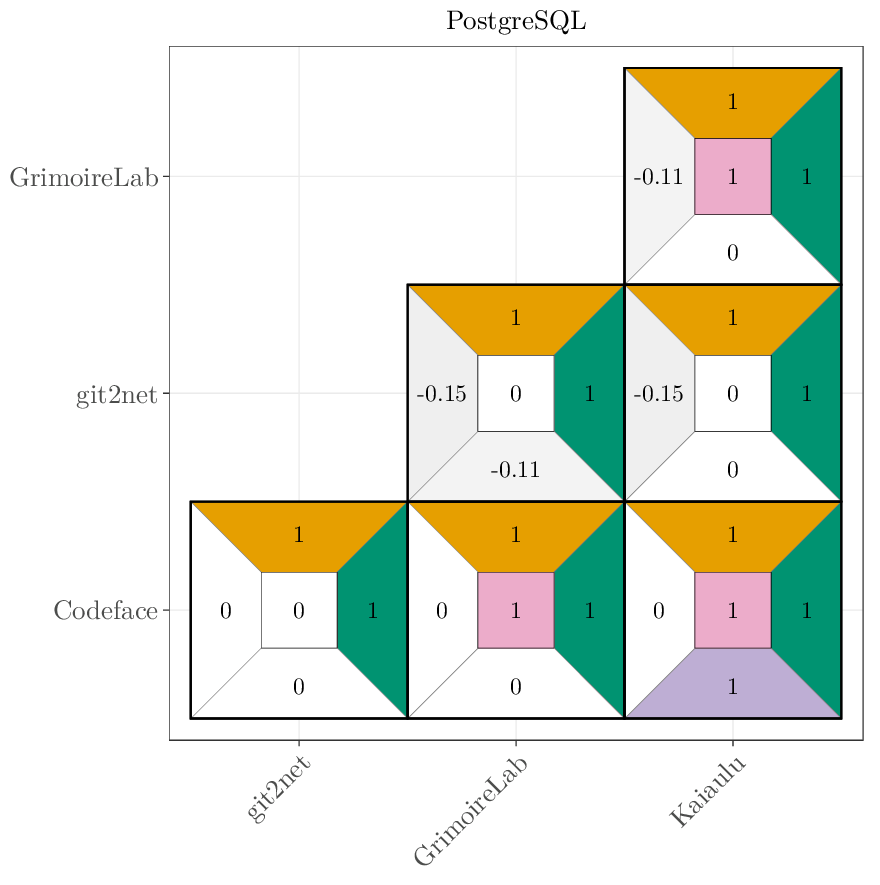 PostgreSQL
1
GrimoireLab
-0.11 1 1
0
1 1
git2net
-0.15 0 1 -0.15 0 1
-0.11 0
1 1 1
Codeface
0 0 1 0 1 1 0 1 1
0 0 1
git2net
GrimoireLab
Kaiaulu